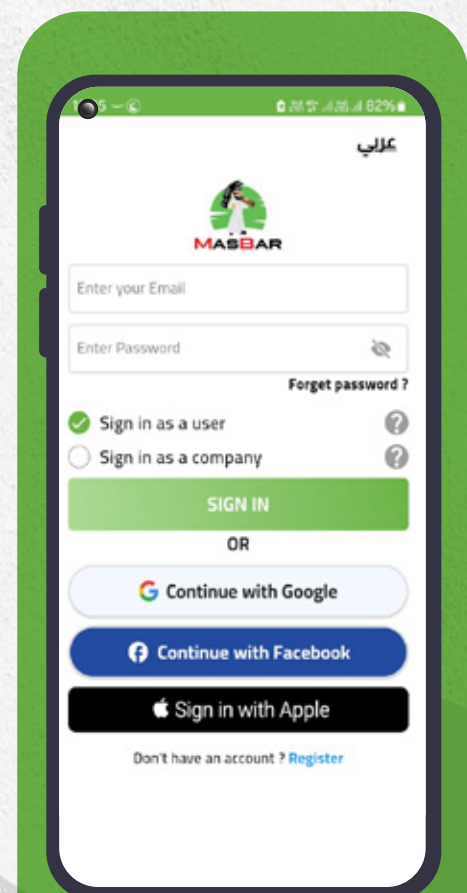 82%
عربي
MASBAR
Enter your Email
Enter Password
Forget password ?
Sign in as a user
Sign in as a company
SIGN IN
OR
Continue with Google
Continue with Facebook
Sign in with Apple
Don't have an account ? Register